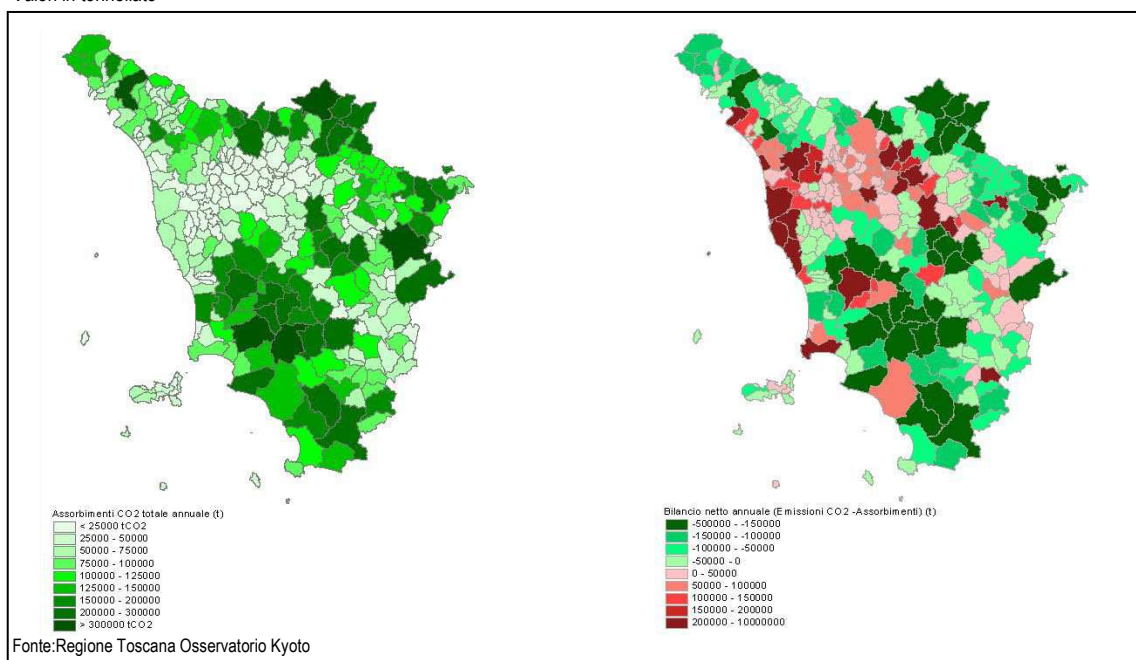 Valori in tonnellate
Assorbimenti CO2 totale annuale (t)
< 25000 tCO2
25000 - 50000
50000 - 75000
75000 - 100000
100000 - 125000
125000 - 150000
150000 - 200000
200000 - 300000
> 300000 tCO2
Bilancio netto annuale (Emissioni CO2 -Assorbimenti) (t)
-500000 - -150000
-150000 - -100000
-100000 - -50000
-50000 - 0
0 - 50000
50000 - 100000
100000 - 150000
150000 - 200000
200000 - 10000000
Fonte:Regione Toscana Osservatorio Kyoto